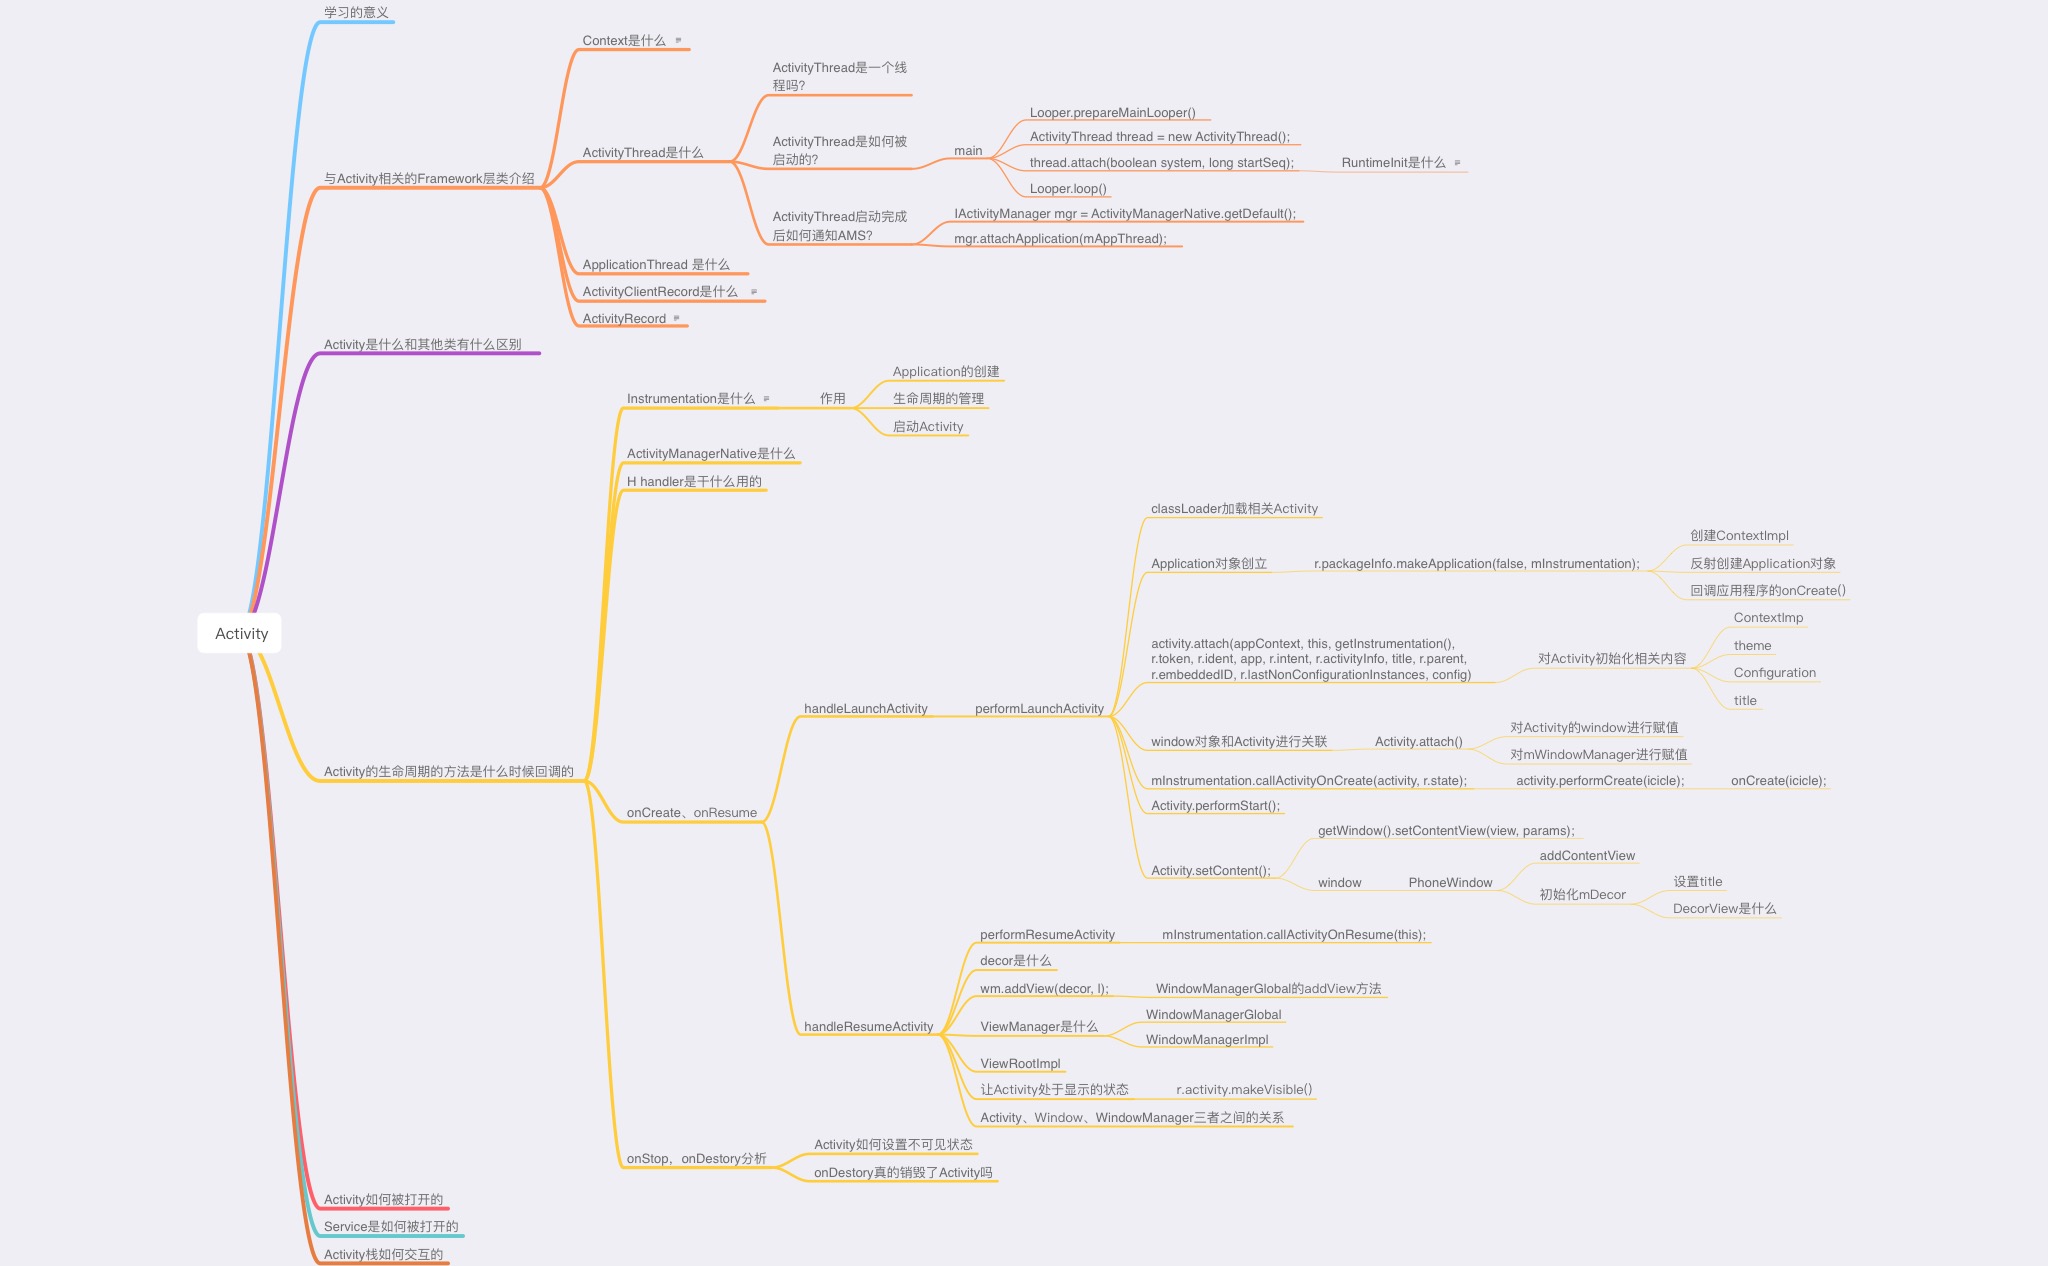 学习的意义
Context是什么
ActivityThread是一个线
程吗?
Looper.prepareMainLooper()
ActivityThread thread = new ActivityThread();
ActivityThread是如何被
启动的?
main
ActivityThread是什么
thread.attach(boolean system, long startSeq);
RuntimeInit是什么
与Activity相关的Framework层类介绍
Looper.loop()
ActivityThread启动完成
后如何通知AMS?
IActivityManager mgr = ActivityManagerNative.getDefault();
mgr.attachApplication(mAppThread);
ApplicationThread 是什么
ActivityClientRecord是什么
ActivityRecord
Activity是什么和其他类有什么区别
Application的创建
Instrumentation是什么
作用
生命周期的管理
启动Activity
ActivityManagerNative是什么
H handler是干什么用的
classLoader加载相关Activity
创建ContextImpl
Application对象创立
r.packageInfo.makeApplication(false, mInstrumentation);
反射创建Application对象
回调应用程序的onCreate()
ContextImp
Activity
activity.attach(appContext, this, getInstrumentation(),
r.token, r.ident, app, r.intent, r.activityInfo, title, r.parent,
r.embeddedID, r.lastNonConfigurationInstances, config)
对Activity初始化相关内容
theme
Configuration
title
handleLaunchActivity
performLaunchActivity
对Activity的window进行赋值
window对象和Activity进行关联
Activity.attach()
对mWindowManager进行赋值
Activity的生命周期的方法是什么时候回调的
mInstrumentation.callActivityOnCreate(activity, r.state);
activity.performCreate(icicle);
onCreate(icicle);
Activity.performStart();
onCreate、onResume
getWindow().setContentView(view, params);
addContentView
Activity.setContent();
window
PhoneWindow
设置title
初始化mDecor
DecorView是什么
performResumeActivity
mInstrumentation.callActivityOnResume(this);
decor是什么
wm.addView(decor, l);
WindowManagerGlobal的addView方法
WindowManagerGlobal
handleResumeActivity
ViewManager是什么
WindowManagerImpl
ViewRootImpl
让Activity处于显示的状态
r.activity.makeVisible()
Activity、Window、WindowManager三者之间的关系
Activity如何设置不可见状态
onStop，onDestory分析
onDestory真的销毁了Activity吗
Activity如何被打开的
Service是如何被打开的
Activity栈如何交互的